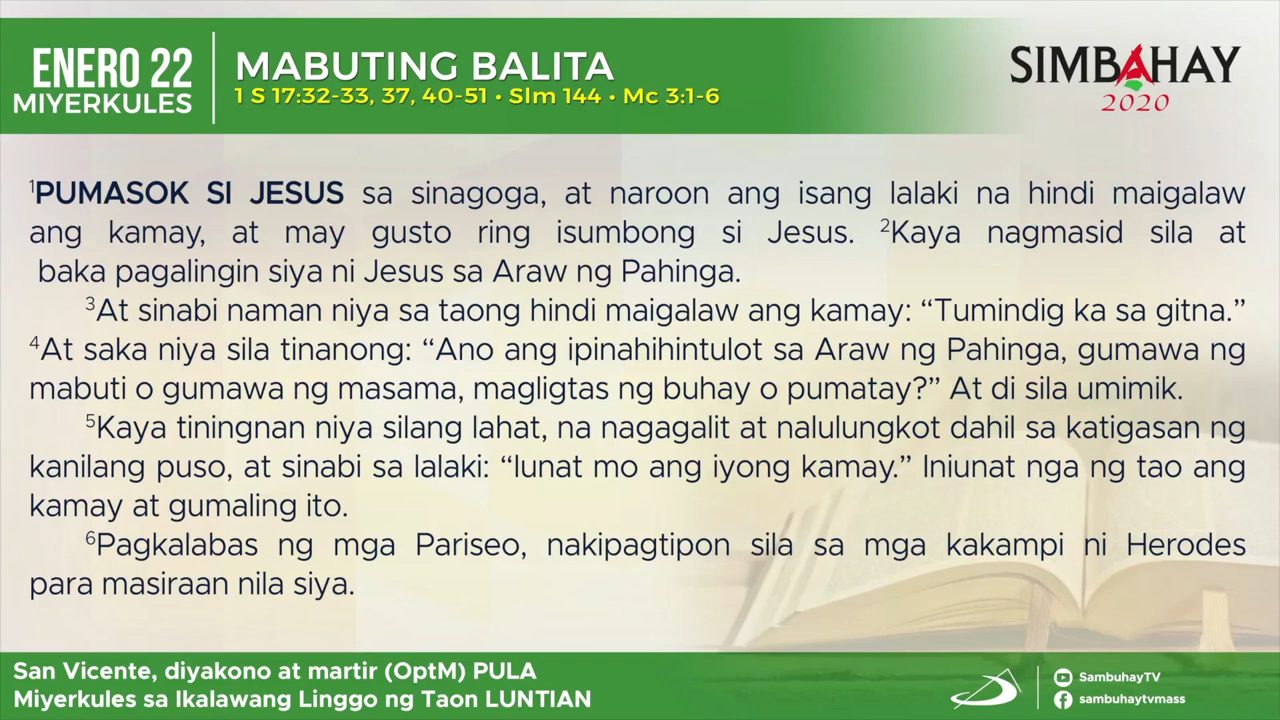 ENERO 22
MIYERKULES
MABUTING BALITA
1 S 17:32-33, 37, 40-51 • Slm 144 • Mc 3:1-6
SIMBAHAY
2020
¹PUMASOK SI JESUS sa sinagoga, at naroon ang isang lalaki na hindi maigalaw
ang kamay, at may gusto ring isumbong si Jesus. ²Kaya nagmasid sila at
baka pagalingin siya ni Jesus sa Araw ng Pahinga.
³At sinabi naman niya sa taong hindi maigalaw ang kamay: “Tumindig ka sa gitna.”
⁴At saka niya sila tinanong: “Ano ang ipinahihintulot sa Araw ng Pahinga, gumawa ng
mabuti o gumawa ng masama, magligtas ng buhay o pumatay?” At di sila umimik.
⁵Kaya tiningnan niya silang lahat, na nagagalit at nalulungkot dahil sa katigasan ng
kanilang puso, at sinabi sa lalaki: “Iunat mo ang iyong kamay.” Iniunat nga ng tao ang
kamay at gumaling ito.
⁶Pagkalabas ng mga Pariseo, nakipagtipon sila sa mga kakampi ni Herodes
para masiraan nila siya.
San Vicente, diyakono at martir (OptM) PULA
Miyerkules sa Ikalawang Linggo ng Taon LUNTIAN
SambuhayTV
sambuhaytvmass